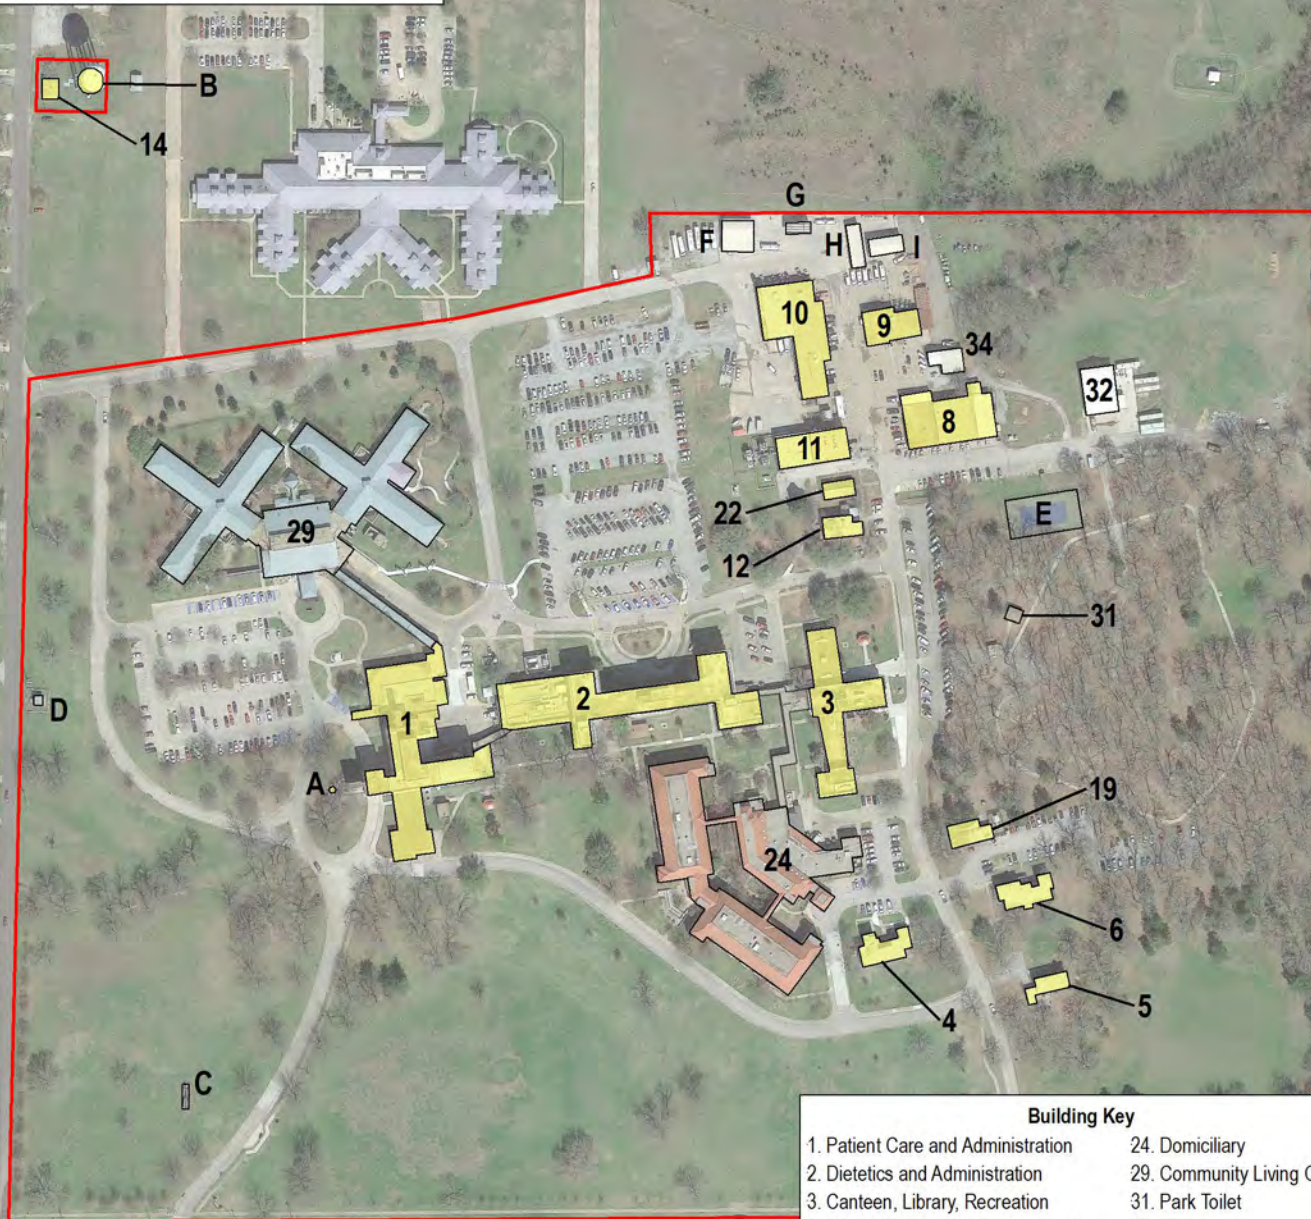 B
14
G
F
H
I
10
9
34
32
8
11
29
22
E
12
31
D
1
2
3
A
19
24
6
4
5
C
Building Key
1. Patient Care and Administration
24. Domiciliary
2. Dietetics and Administration
29. Community Living
3. Canteen, Library, Recreation
31. Park Toilet